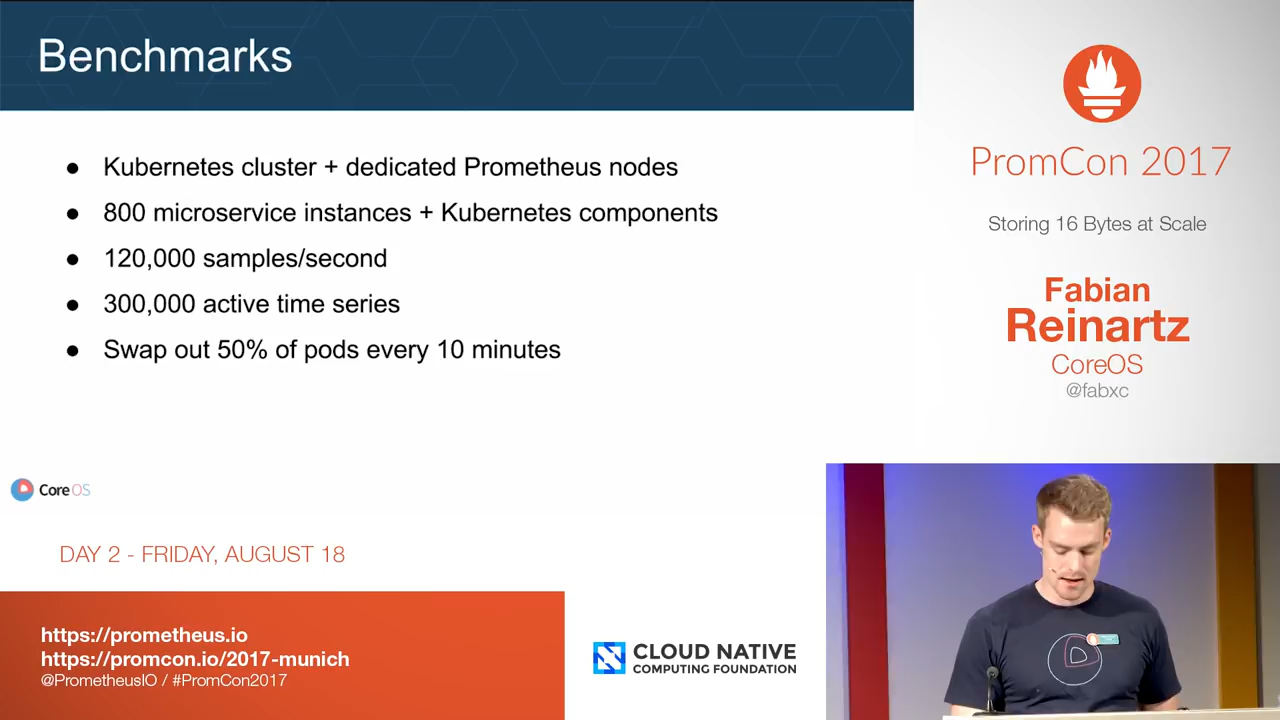 Benchmarks
● Kubernetes cluster + dedicated Prometheus nodes
● 800 microservice instances + Kubernetes components
● 120,000 samples/second
● 300,000 active time series
● Swap out 50% of pods every 10 minutes
CoreOS
DAY 2 - FRIDAY, AUGUST 18
https://prometheus.io
https://promcon.io/2017-munich
@PrometheusIO / #PromCon2017
CLOUD NATIVE
COMPUTING FOUNDATION
PromCon 2017
Storing 16 Bytes at Scale
Fabian
Reinartz
CoreOS
@fabxc